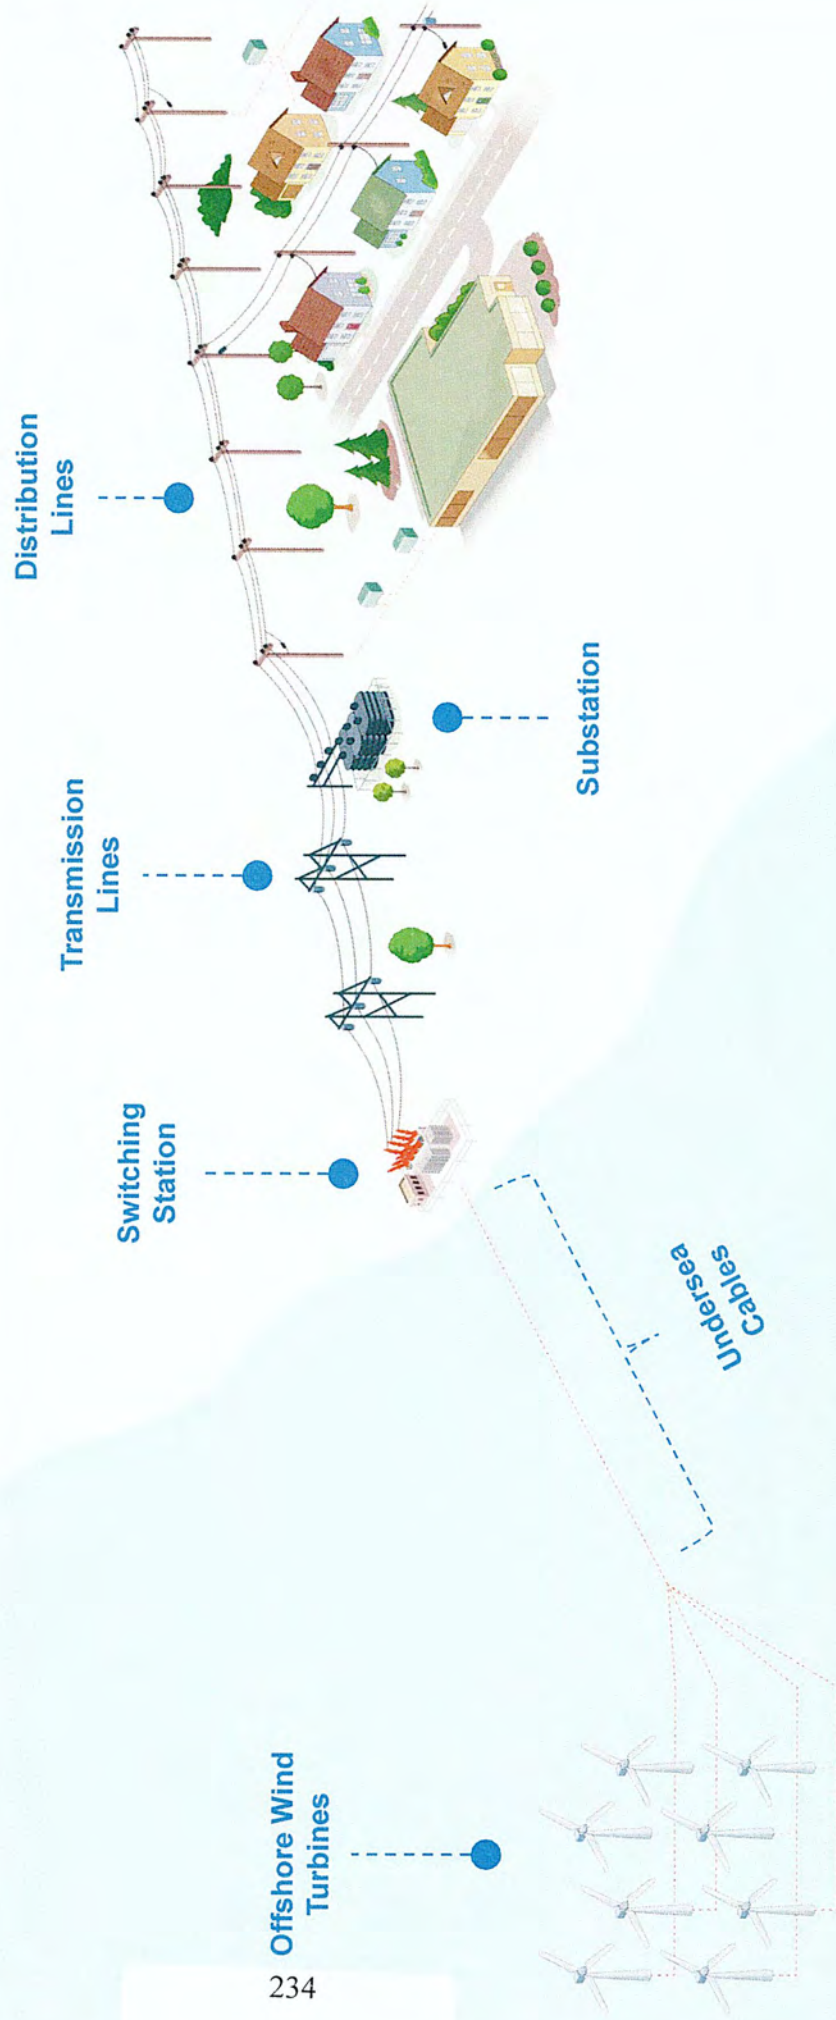 Offshore Wind
Turbines
Undersea
Cables
Switching
Station
Transmission
Lines
Substation
Distribution
Lines
234